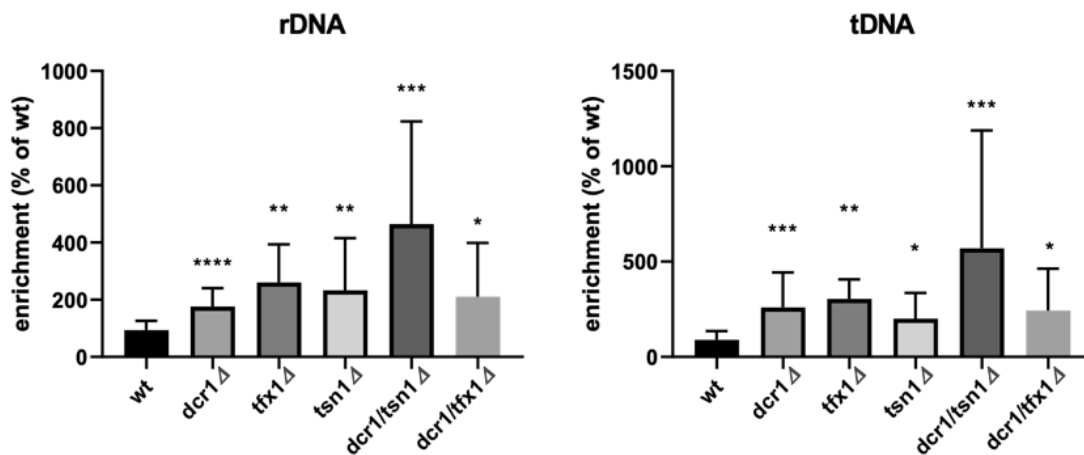 rDNA
enrichment (% of wt)
1000
800
600
400
200
0
****
**
**
***
*
wt
dcr1Δ
tfx1Δ
tsn1Δ
dcr1/tsn1Δ
dcr1/tfx1Δ
tDNA
enrichment (% of wt)
1500
1000
500
0
***
**
*
***
*
wt
dcr1Δ
tfx1Δ
tsn1Δ
dcr1/tsn1Δ
dcr1/tfx1Δ